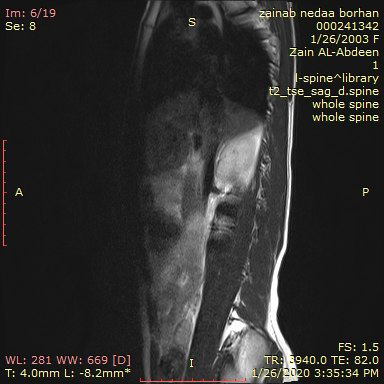 Im: 6/19
Se: 8
zainab nedaa borhan
000241342
1/26/2003 F
Zain AL-Abdeen
1
l-spine^library
t2_tse_sag_d.spine
whole spine
whole spine
S
A
P
I
WL: 281 WW: 669 [D]
T: 4.0mm L: -8.2mm*
FS: 1.5
TR: 3940.0 TE: 82.0
1/26/2020 3:35:34 PM